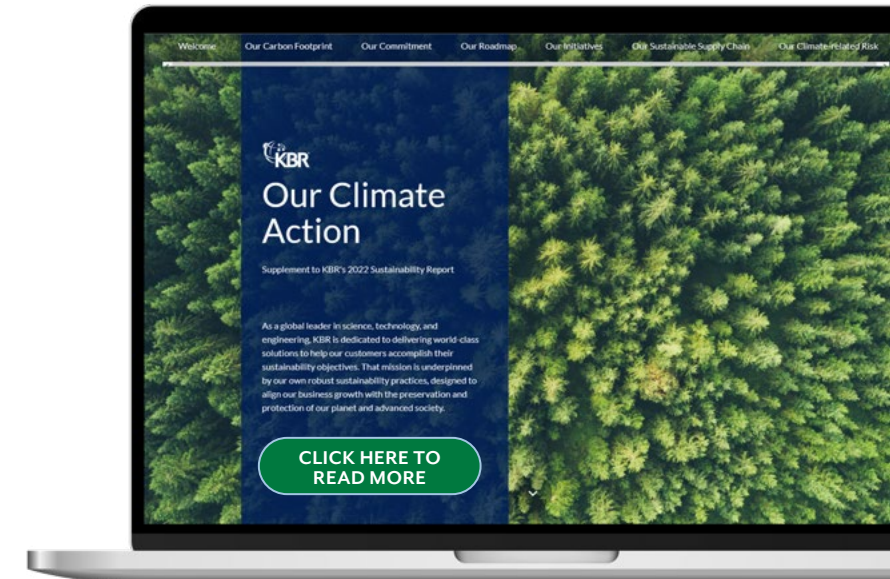 Welcome Our Carbon Footprint Our Commitment Our Roadmap Our Initiatives Our Sustainable Supply Chain Our Climate-related Risk
KBR
Our Climate
Action
Supplement to KBR's 2022 Sustainability Report
As a global leader in science, technology, and
engineering, KBR is dedicated to delivering world-class
solutions to help our customers accomplish their
sustainability objectives. That mission is underpinned
by our own robust sustainability practices, designed to
align our business growth with the preservation and
protection of our planet and advanced society.
CLICK HERE TO
READ MORE